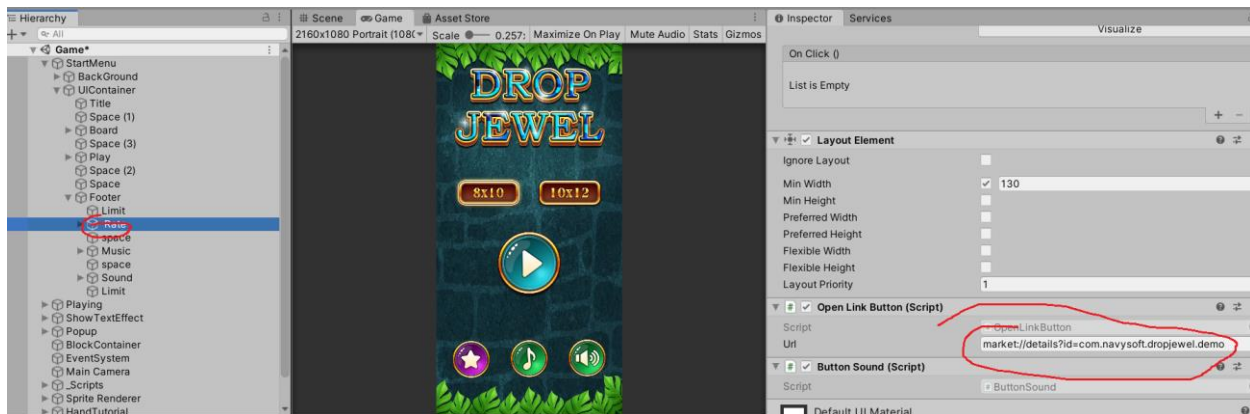 Hierarchy
All
Game*
StartMenu
BackGround
UIContainer
Title
Space (1)
Board
Space (3)
Play
Space (2)
Space
Footer
Limit
Rate
space
Music
space
Sound
Limit
Playing
ShowTextEffect
Popup
BlockContainer
EventSystem
Main Camera
_Scripts
Sprite Renderer
HandTutorial
Scene Game Asset Store
2160x1080 Portrait (108( Scale 0.257: Maximize On Play Mute Audio Stats Gizmos
DROP
JEWEL
8x10 10x12
Inspector Services
Visualize
On Click ()
List is Empty
Layout Element
Ignore Layout
Min Width 130
Min Height
Preferred Width
Preferred Height
Flexible Width
Flexible Height
Layout Priority 1
# Open Link Button (Script)
Script OpenLinkButton
Url market://details?id=com.navysoft.dropjewel.demo
# Button Sound (Script)
Script # ButtonSound
Default UI Material